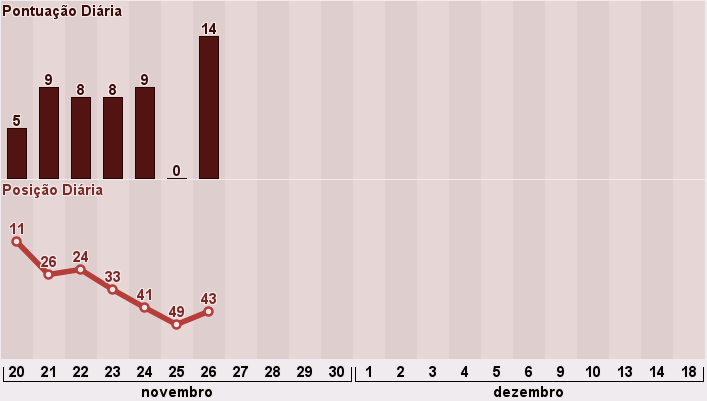 Pontuação Diária
5 9 8 8 9 0 14
Posição Diária
11 26 24 33 41 49 43
20 21 22 23 24 25 26 27 28 29 30 1 2 3 4 5 6 9 10 13 14 18
novembro dezembro